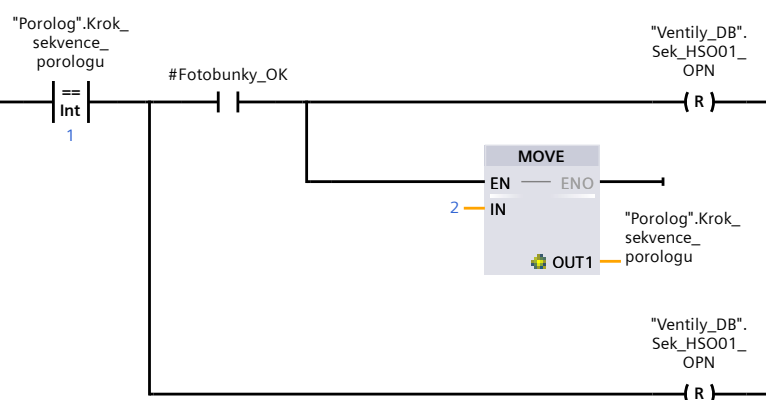 "Porolog".Krok_
sekvence_
porologu
==
Int
1
#Fotobunky_OK
"Ventily_DB".
Sek_HSO01_
OPN
R
MOVE
EN
ENO
2
IN
OUT1
"Porolog".Krok_
sekvence_
porologu
"Ventily_DB".
Sek_HSO01_
OPN
R